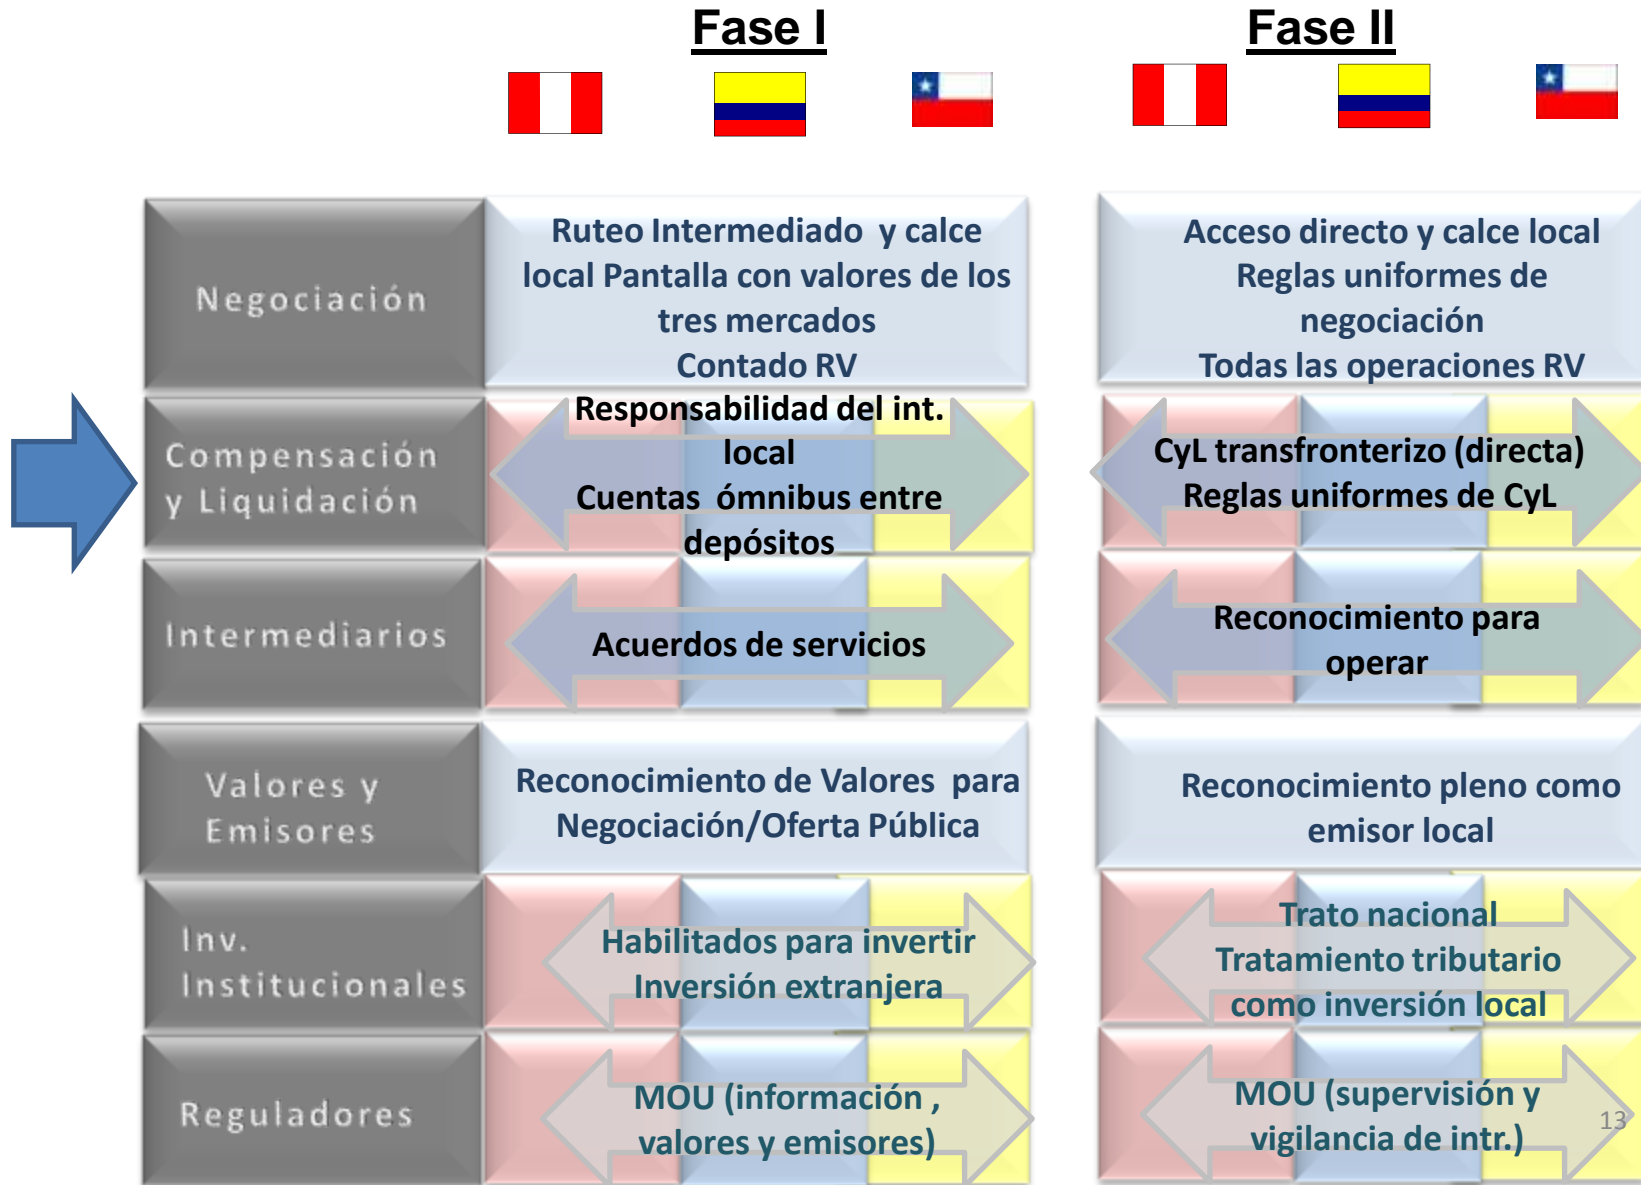 Fase I
Fase II
Negociación
Ruteo Intermediado y calce
local Pantalla con valores de los
tres mercados
Contado RV
Acceso directo y calce local
Reglas uniformes de
negociación
Todas las operaciones RV
Compensación
y Liquidación
Responsabilidad del int.
local
Cuentas ómnibus entre
depósitos
CyL transfronterizo (directa)
Reglas uniformes de CyL
Intermediarios
Acuerdos de servicios
Reconocimiento para
operar
Valores y
Emisores
Reconocimiento de Valores para
Negociación/Oferta Pública
Reconocimiento pleno como
emisor local
Inv.
Institucionales
Habilitados para invertir
Inversión extranjera
Trato nacional
Tratamiento tributario
como inversión local
Reguladores
MOU (información ,
valores y emisores)
MOU (supervisión y
vigilancia de intr.)
13